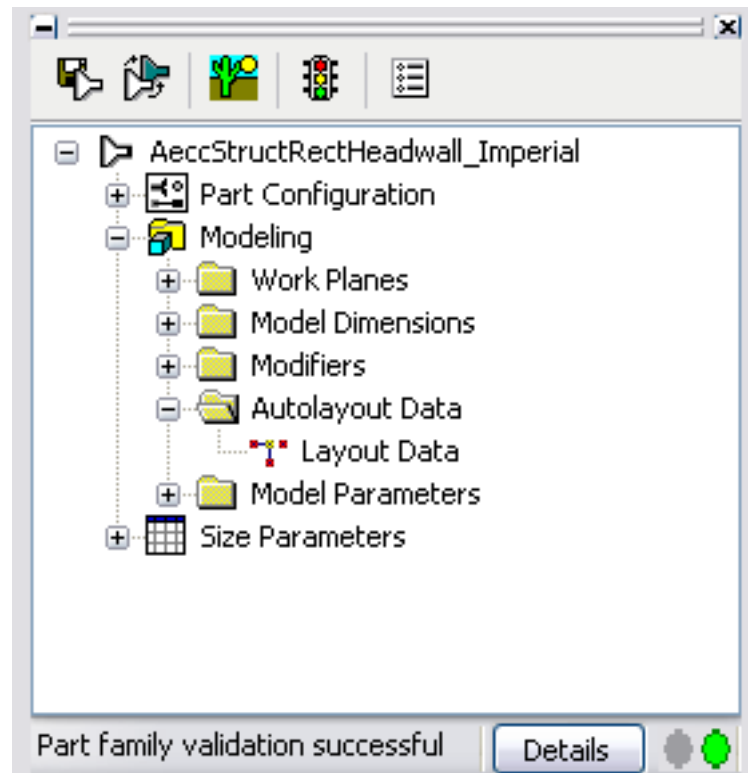 AeccStructRectHeadwall_Imperial
Part Configuration
Modeling
Work Planes
Model Dimensions
Modifiers
Autolayout Data
Layout Data
Model Parameters
Size Parameters
Part family validation successful Details